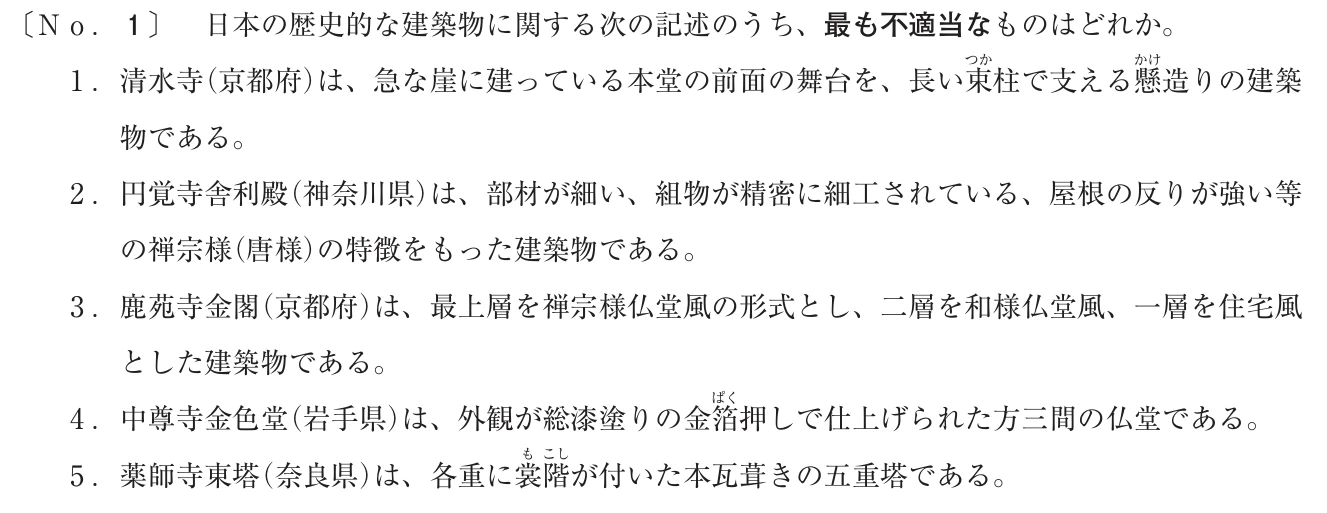 〔Ｎｏ．１〕　日本の歴史的な建築物に関する次の記述のうち、最も不適当なものはどれか。
１．清水寺(京都府)は、急な崖に建っている本堂の前面の舞台を、長い束柱で支える懸造りの建築
物である。
２．円覚寺舎利殿(神奈川県)は、部材が細い、組物が精密に細工されている、屋根の反りが強い等
の禅宗様(唐様)の特徴をもった建築物である。
３．鹿苑寺金閣(京都府)は、最上層を禅宗様仏堂風の形式とし、二層を和様仏堂風、一層を住宅風
とした建築物である。
４．中尊寺金色堂(岩手県)は、外観が総漆塗りの金箔押しで仕上げられた方三間の仏堂である。
５．薬師寺東塔(奈良県)は、各重に裳階が付いた本瓦葺きの五重塔である。